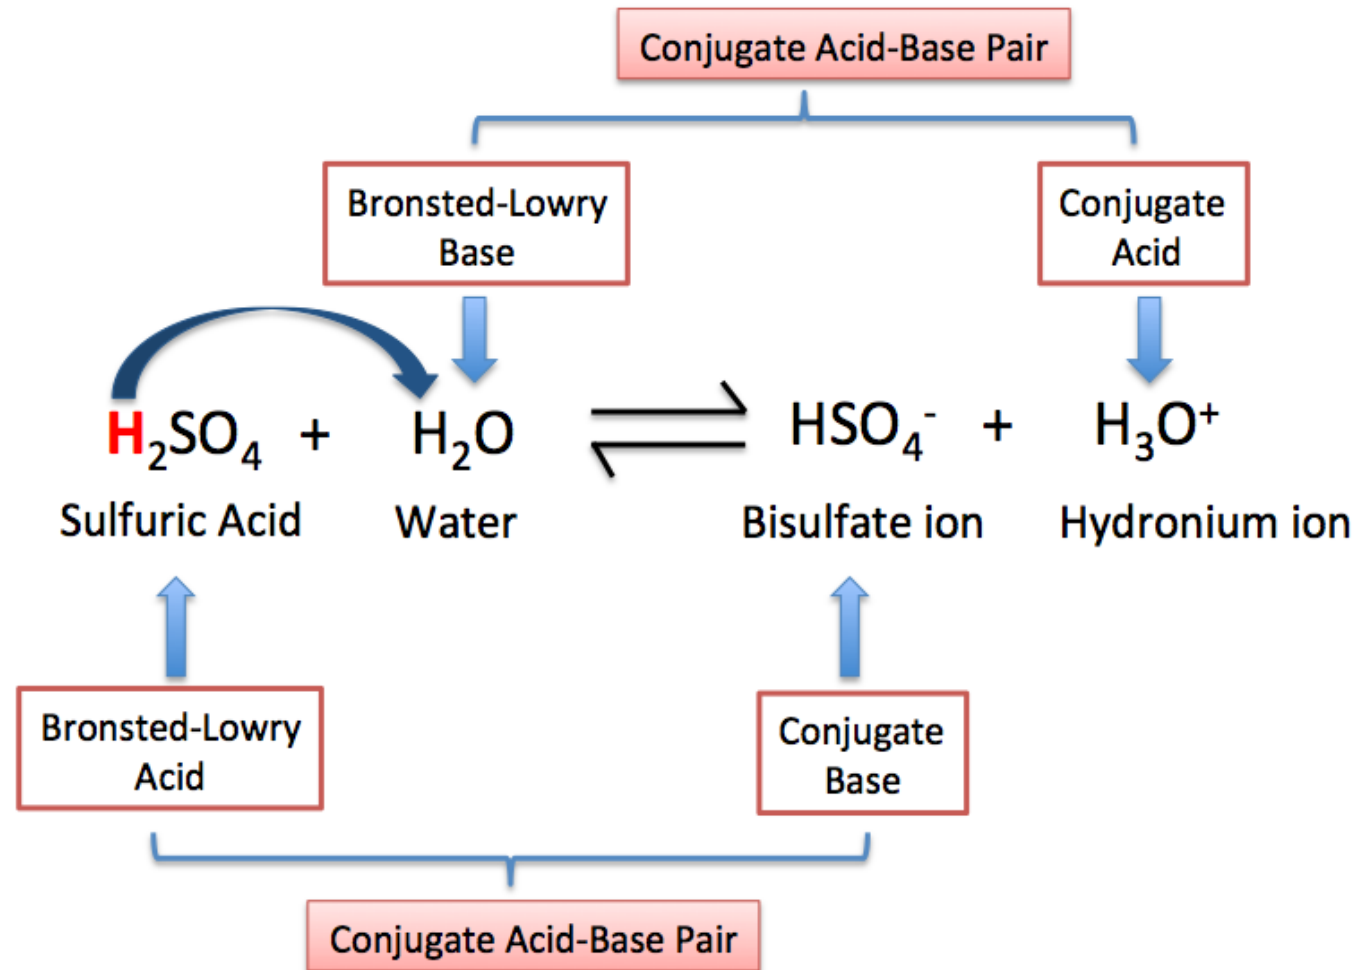 Conjugate Acid-Base Pair
Bronsted-Lowry
Base
Conjugate
Acid
H₂SO₄ + H₂O ⇌ HSO₄⁻ + H₃O⁺
Sulfuric Acid Water Bisulfate ion Hydronium ion
Bronsted-Lowry
Acid
Conjugate
Base
Conjugate Acid-Base Pair